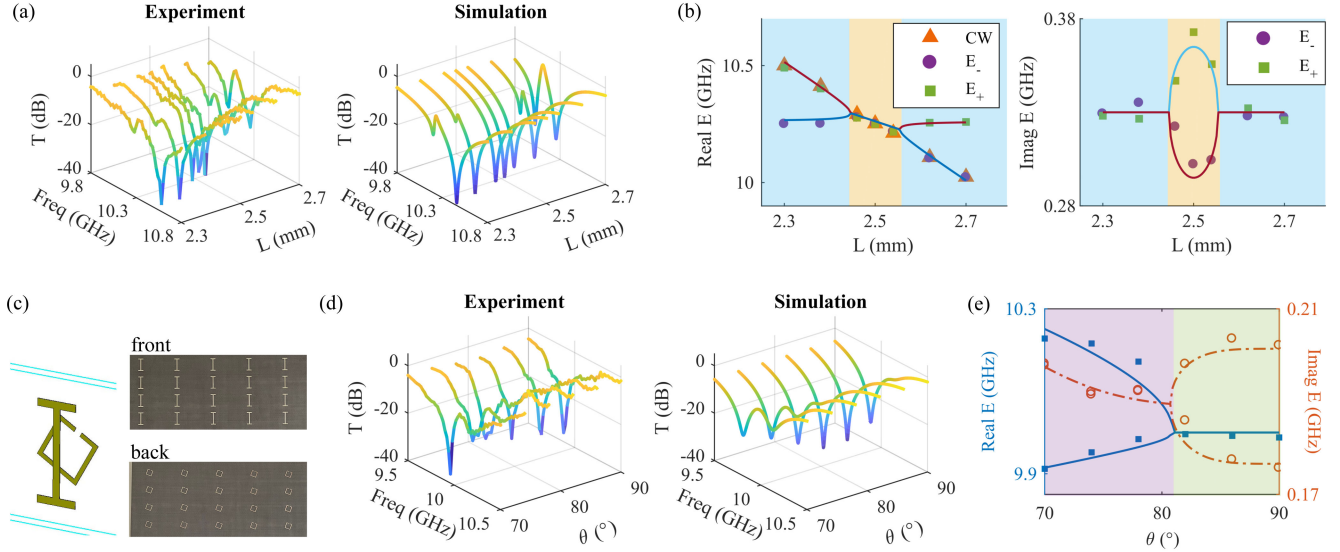 (a)
Experiment
Simulation
0
-20
-40
T (dB)
9.8
10.3
10.8
Freq (GHz)
2.3
2.5
2.7
L (mm)
0
-20
-40
T (dB)
9.8
10.3
10.8
Freq (GHz)
2.3
2.5
2.7
L (mm)
(b)
10.5
10
Real E (GHz)
CW
E_-
E_+
2.3
2.5
2.7
L (mm)
0.38
0.28
Imag E (GHz)
E_-
E_+
2.3
2.5
2.7
L (mm)
(c)
front
back
(d)
Experiment
Simulation
0
-20
-40
T (dB)
9.5
10
10.5
Freq (GHz)
70
80
90
θ (°)
0
-20
-40
T (dB)
9.5
10
10.5
Freq (GHz)
70
80
90
θ (°)
(e)
10.3
9.9
Real E (GHz)
0.21
0.17
Imag E (GHz)
70
80
90
θ (°)